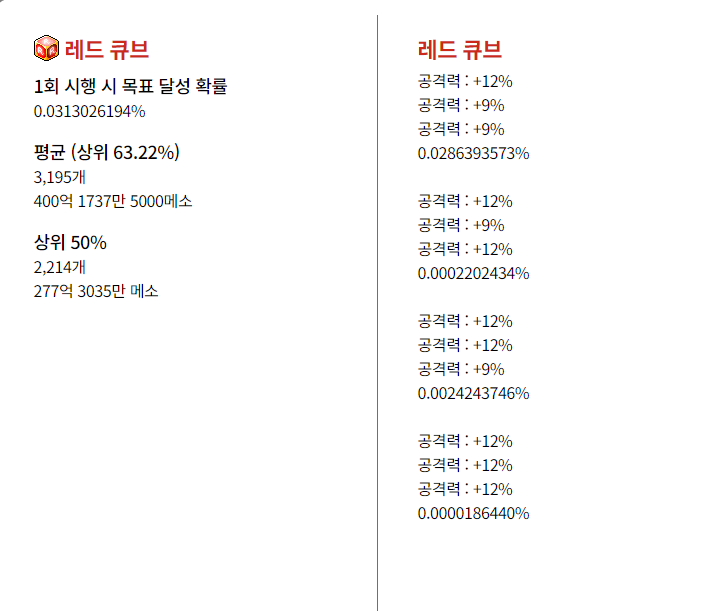 레드 큐브
1회 시행 시 목표 달성 확률
0.0313026194%
평균 (상위 63.22%)
3,195개
400억 1737만 5000메소
상위 50%
2,214개
277억 3035만 메소
레드 큐브
공격력 : +12%
공격력 : +9%
공격력 : +9%
0.0286393573%
공격력 : +12%
공격력 : +9%
공격력 : +12%
0.0002202434%
공격력 : +12%
공격력 : +12%
공격력 : +9%
0.0024243746%
공격력 : +12%
공격력 : +12%
공격력 : +12%
0.0000186440%